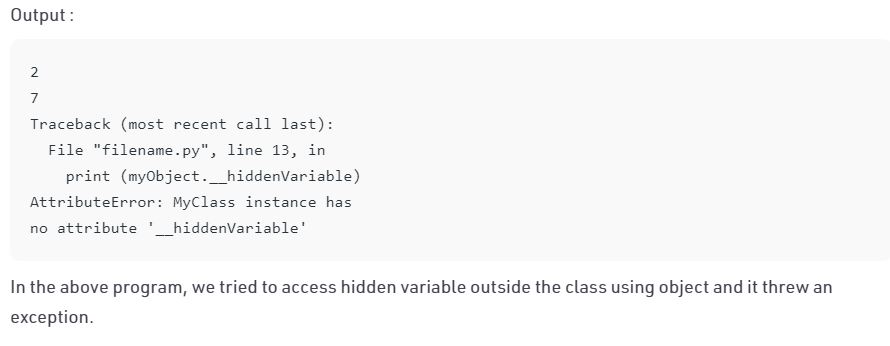 Output :
2
7
Traceback (most recent call last):
  File "filename.py", line 13, in
    print (myObject.__hiddenVariable)
AttributeError: MyClass instance has
no attribute '__hiddenVariable'
In the above program, we tried to access hidden variable outside the class using object and it threw an
exception.